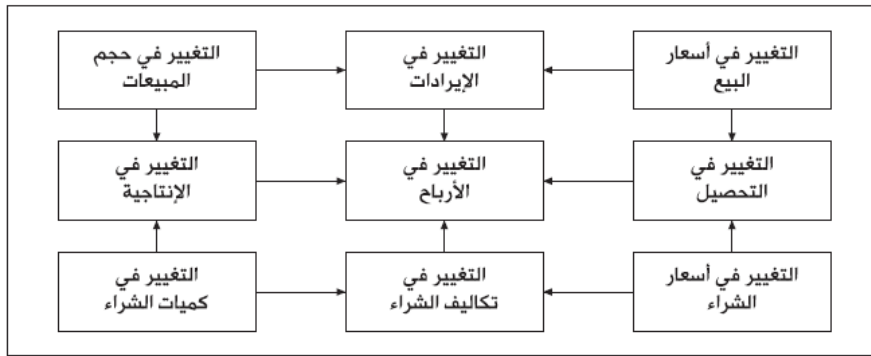 التغيير في أسعار
البيع
التغيير في
الإيرادات
التغيير في حجم
المبيعات
التغيير في
التحصيل
التغيير في
الأرباح
التغيير في
الإنتاجية
التغيير في أسعار
الشراء
التغيير في
تكاليف الشراء
التغيير في
كميات الشراء